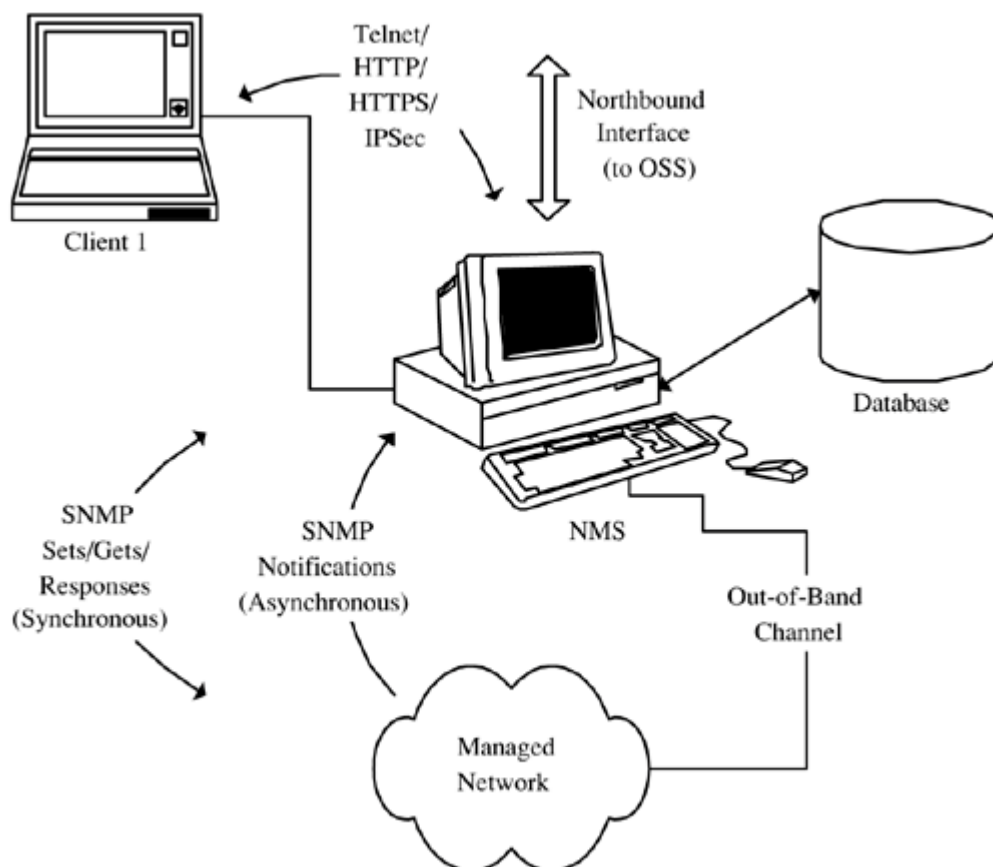 Telnet/
HTTP/
HTTPS/
IPSec
Northbound
Interface
(to OSS)
Client 1
Database
SNMP
Sets/Gets/
Responses
(Synchronous)
SNMP
Notifications
(Asynchronous)
NMS
Out-of-Band
Channel
Managed
Network